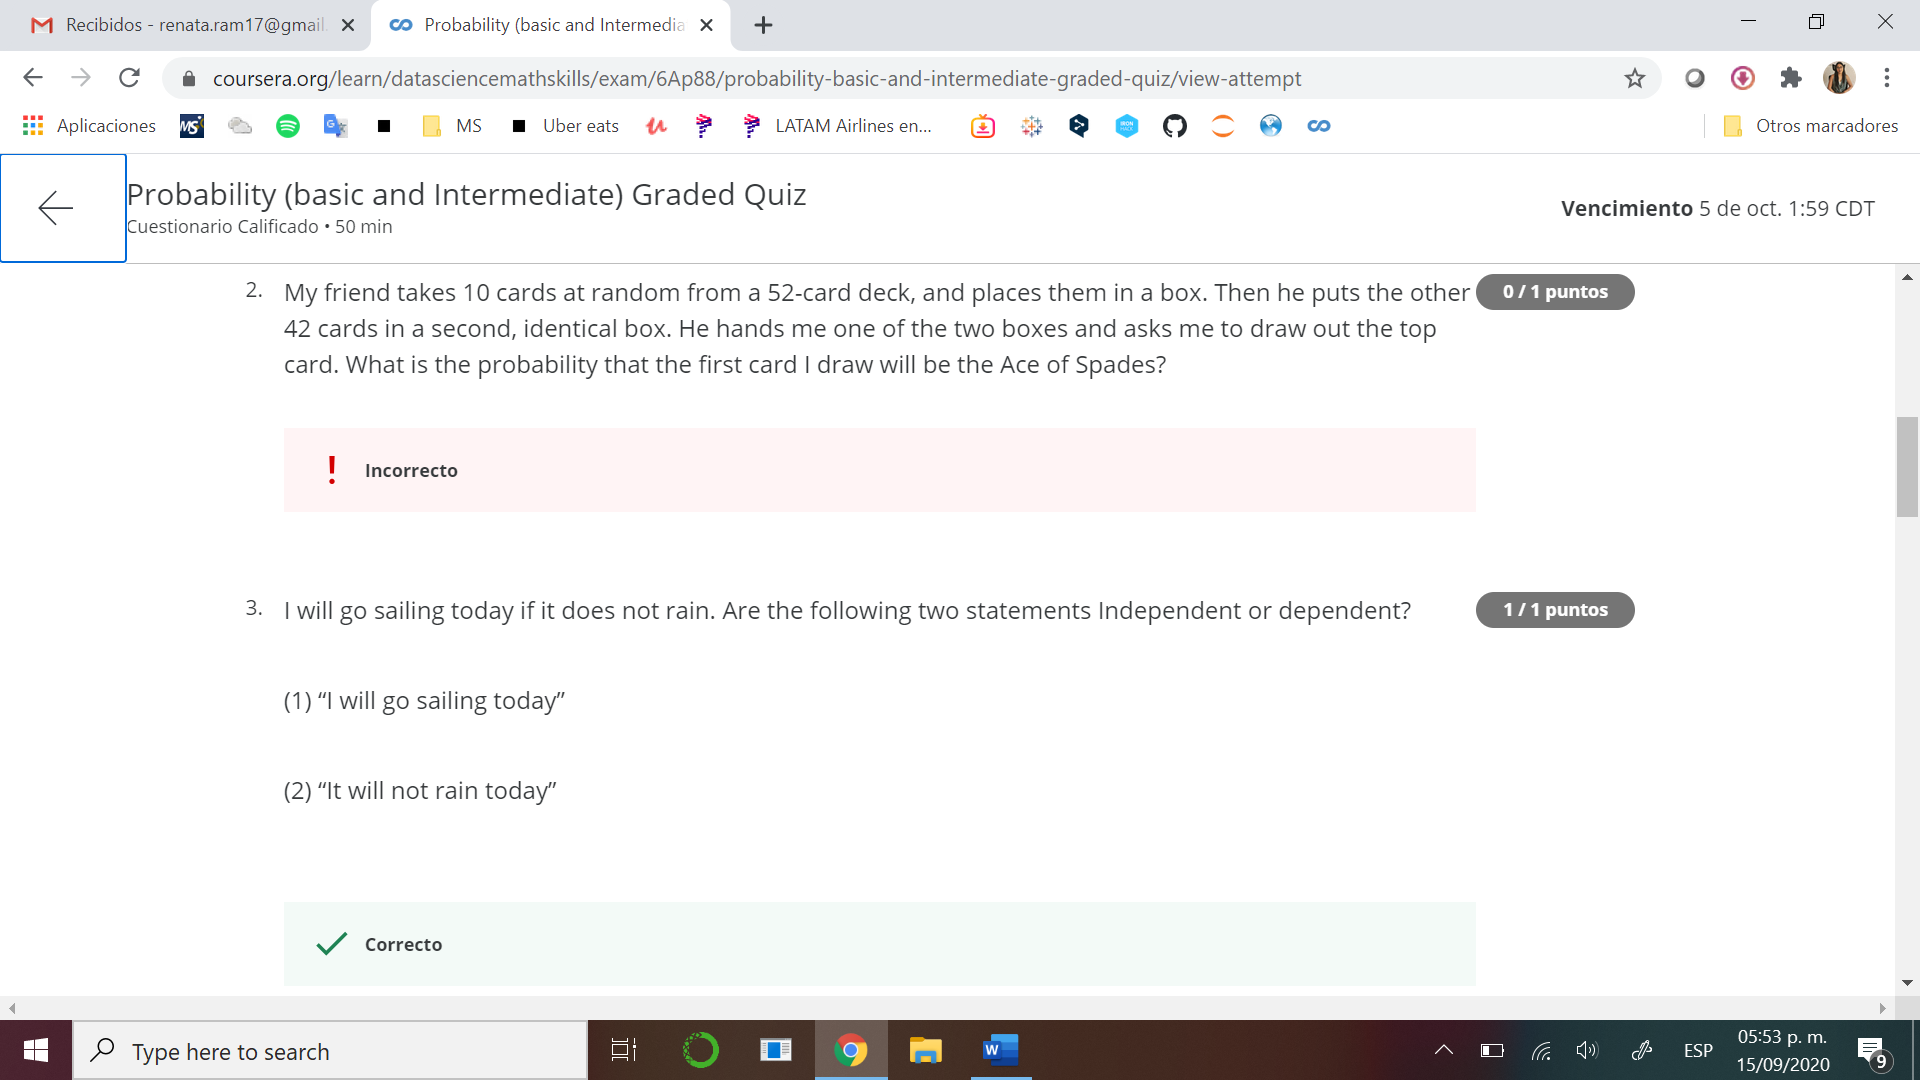 Recibidos - renata.ram17@gmail.
Probability (basic and Intermedia
coursera.org/learn/datasciencemathskills/exam/6Ap88/probability-basic-and-intermediate-graded-quiz/view-attempt
Aplicaciones
MS
MS
Uber eats
LATAM Airlines en...
Otros marcadores
Probability (basic and Intermediate) Graded Quiz
Cuestionario Calificado • 50 min
Vencimiento 5 de oct. 1:59 CDT
2. My friend takes 10 cards at random from a 52-card deck, and places them in a box. Then he puts the other
0 / 1 puntos
42 cards in a second, identical box. He hands me one of the two boxes and asks me to draw out the top
card. What is the probability that the first card I draw will be the Ace of Spades?
Incorrecto
3. I will go sailing today if it does not rain. Are the following two statements Independent or dependent?
1 / 1 puntos
(1) “I will go sailing today”
(2) “It will not rain today”
Correcto
Type here to search
W
ESP
05:53 p. m.
15/09/2020
9